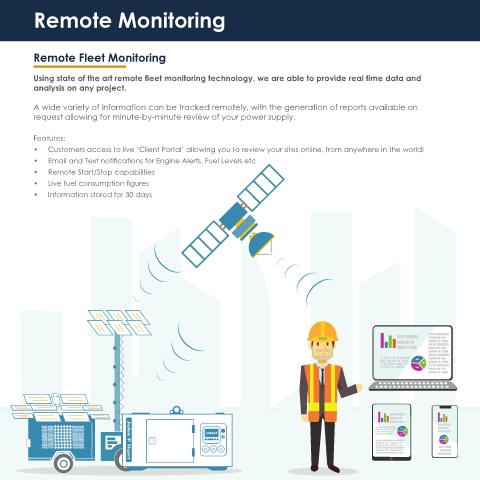 Remote Monitoring
Remote Fleet Monitoring
Using state of the art remote fleet monitoring technology, we are able to provide real time data and
analysis on any project.
A wide variety of information can be tracked remotely, with the generation of reports available on
request allowing for minute-by-minute review of your power supply.
Features:
• Customers access to live ‘Client Portal’ allowing you to review your sites online, from anywhere in the world!
• Email and Text notifications for Engine Alerts, Fuel Levels etc
• Remote Start/Stop capabilities
• Live fuel consumption figures
• Information stored for 30 days
John F Hunt